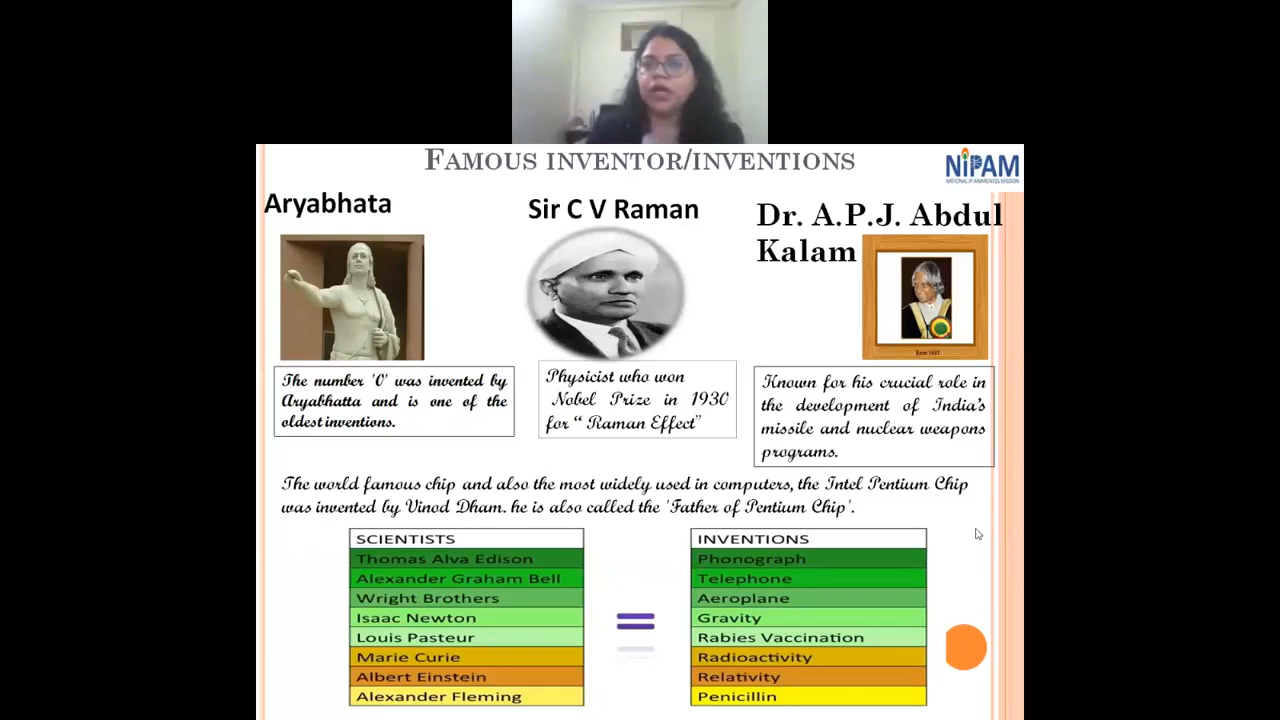 FAMOUS INVENTOR/INVENTIONS
NIPAM
NATIONAL IP AWARENESS MISSION
Aryabhata
Sir C V Raman
Dr. A.P.J. Abdul
Kalam
The number '0' was invented by
Aryabhatta and is one of the
oldest inventions.
Physicist who won
Nobel Prize in 1930
for “ Raman Effect”
Known for his crucial role in
the development of India's
missile and nuclear weapons
programs.
The world famous chip and also the most widely used in computers, the Intel Pentium Chip
was invented by Vinod Dham. he is also called the 'Father of Pentium Chip'.
SCIENTISTS
Thomas Alva Edison
Alexander Graham Bell
Wright Brothers
Isaac Newton
Louis Pasteur
Marie Curie
Albert Einstein
Alexander Fleming
=
INVENTIONS
Phonograph
Telephone
Aeroplane
Gravity
Rabies Vaccination
Radioactivity
Relativity
Penicillin